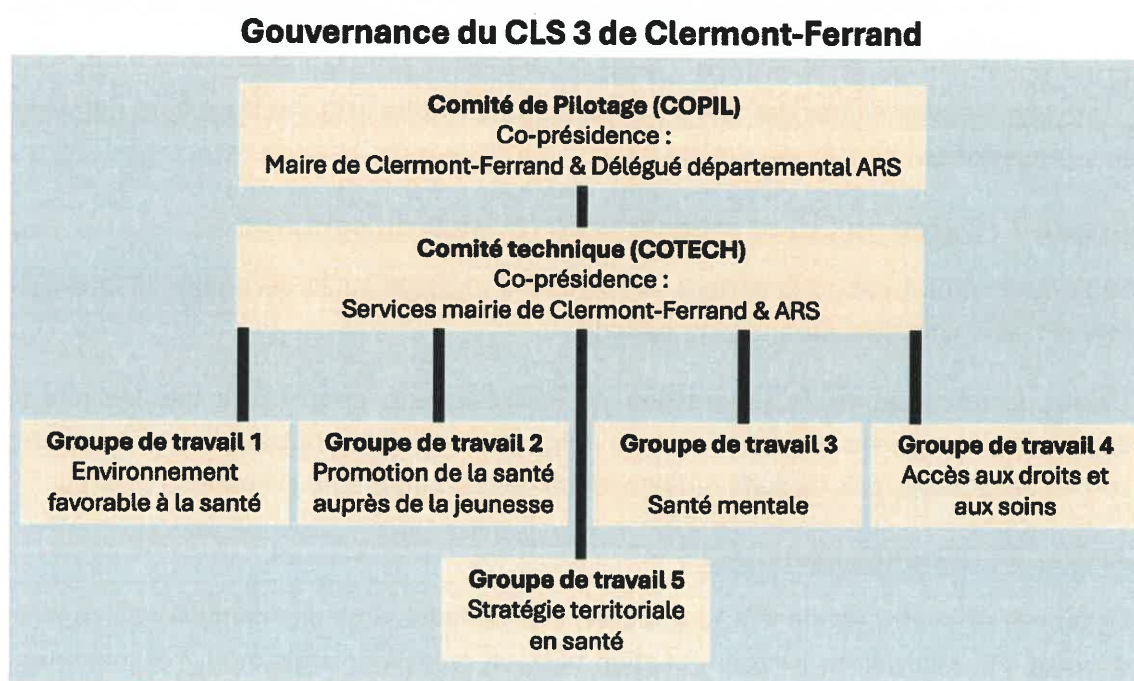 Gouvernance du CLS 3 de Clermont-Ferrand
Comité de Pilotage (COPIL)
Co-présidence :
Maire de Clermont-Ferrand & Délégué départemental ARS
Comité technique (COTECH)
Co-présidence :
Services mairie de Clermont-Ferrand & ARS
Groupe de travail 1
Environnement
favorable à la santé
Groupe de travail 2
Promotion de la santé
auprès de la jeunesse
Groupe de travail 3
Santé mentale
Groupe de travail 4
Accès aux droits et
aux soins
Groupe de travail 5
Stratégie territoriale
en santé